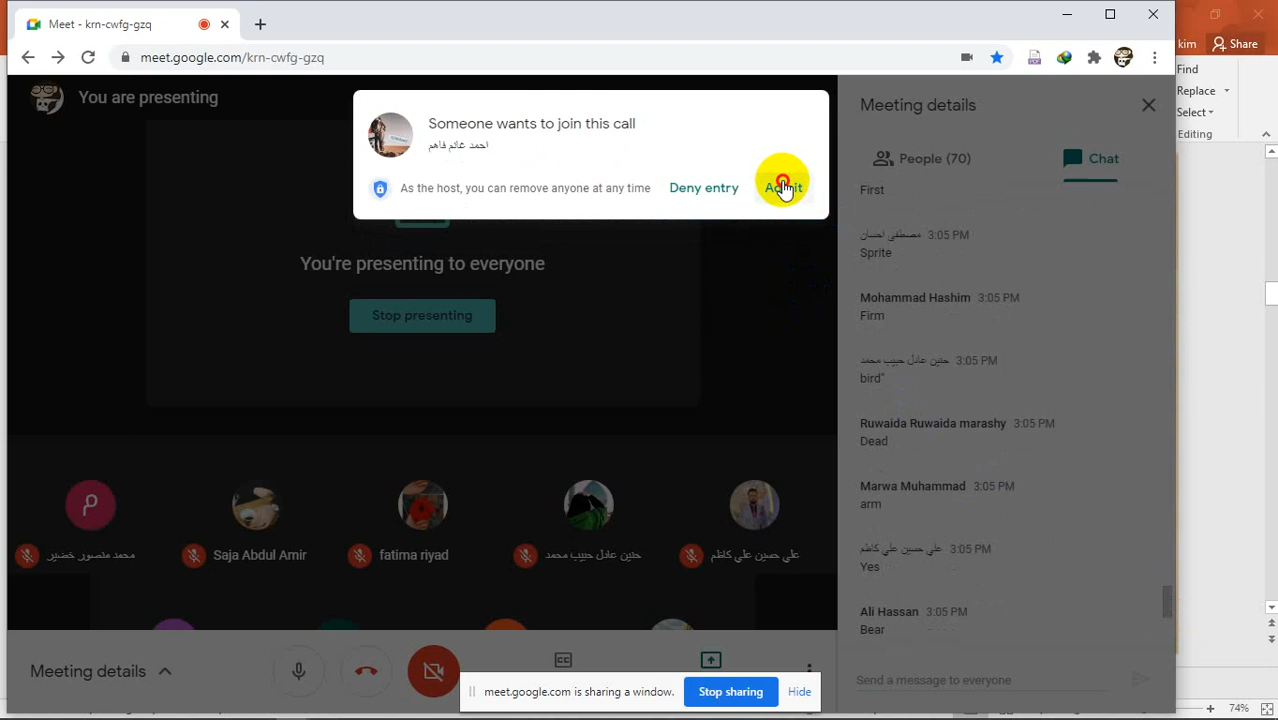 Meet - krn-cwfg-gzq
meet.google.com/krn-cwfg-gzq
kim
Share
Find
Replace
Select
Editing
You are presenting
Someone wants to join this call
احمد غانم فاهم
As the host, you can remove anyone at any time
Deny entry
Admit
You're presenting to everyone
Stop presenting
Meeting details
People (70)
Chat
First
مصطفى احسان 3:05 PM
Sprite
Mohammad Hashim 3:05 PM
Firm
حنين عادل حبيب محمد 3:05 PM
bird"
Ruwaida Ruwaida marashy 3:05 PM
Dead
Marwa Muhammad 3:05 PM
arm
علي حسين علي كاظم 3:05 PM
Yes
Ali Hassan 3:05 PM
Bear
Send a message to everyone
محمد منصور خضير
Saja Abdul Amir
fatima riyad
حنين عادل حبيب محمد
علي حسين علي كاظم
Meeting details
CC
meet.google.com is sharing a window.
Stop sharing
Hide
74%